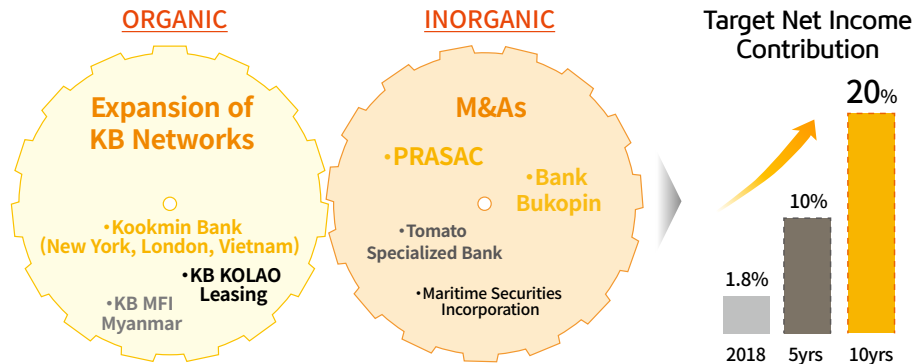 ORGANIC
Expansion of
KB Networks
•Kookmin Bank
(New York, London, Vietnam)
•KB KOLAO
Leasing
•KB MFI
Myanmar
INORGANIC
M&As
•PRASAC
•Bank
Bukopin
•Tomato
Specialized Bank
•Maritime Securities
Incorporation
Target Net Income
Contribution
1.8%
10%
20%
2018
5yrs
10yrs